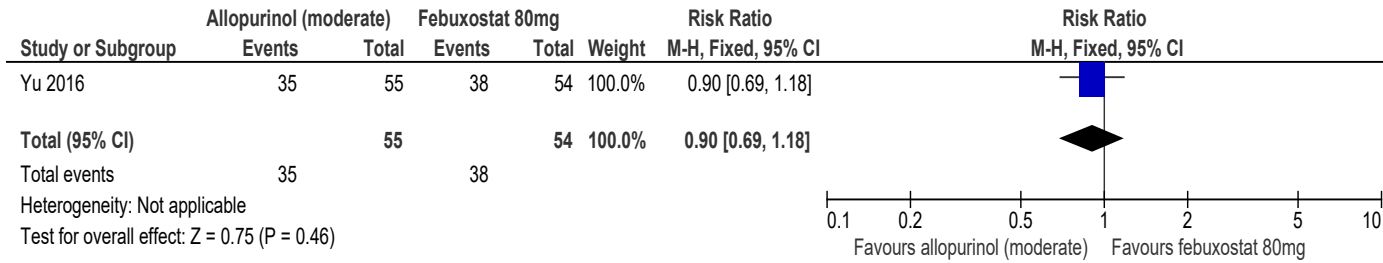 Allopurinol (moderate) Febuxostat 80mg Risk Ratio Risk Ratio
Study or Subgroup Events Total Events Total Weight M-H, Fixed, 95% CI M-H, Fixed, 95% CI
Yu 2016 35 55 38 54 100.0% 0.90 [0.69, 1.18]
Total (95% CI) 55 54 100.0% 0.90 [0.69, 1.18]
Total events 35 38
Heterogeneity: Not applicable
Test for overall effect: Z = 0.75 (P = 0.46)
0.1 0.2 0.5 1 2 5 10
Favours allopurinol (moderate) Favours febuxostat 80mg